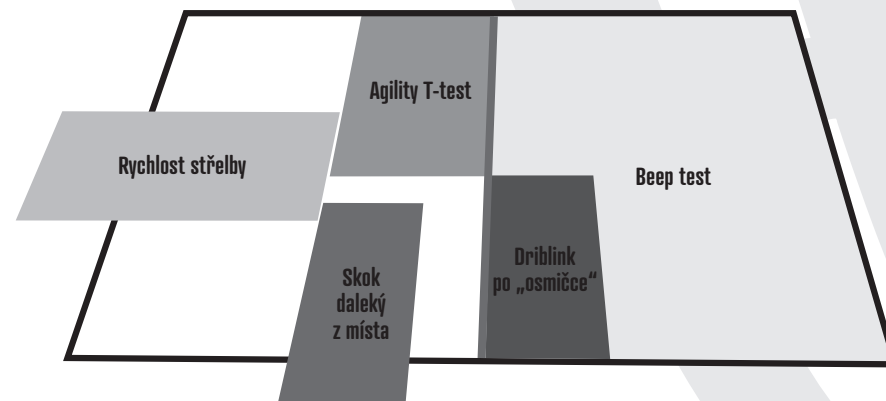 Agility T-test
Rychlost střelby
Beep test
Skok
daleký
z místa
Driblink
po „osmičce“